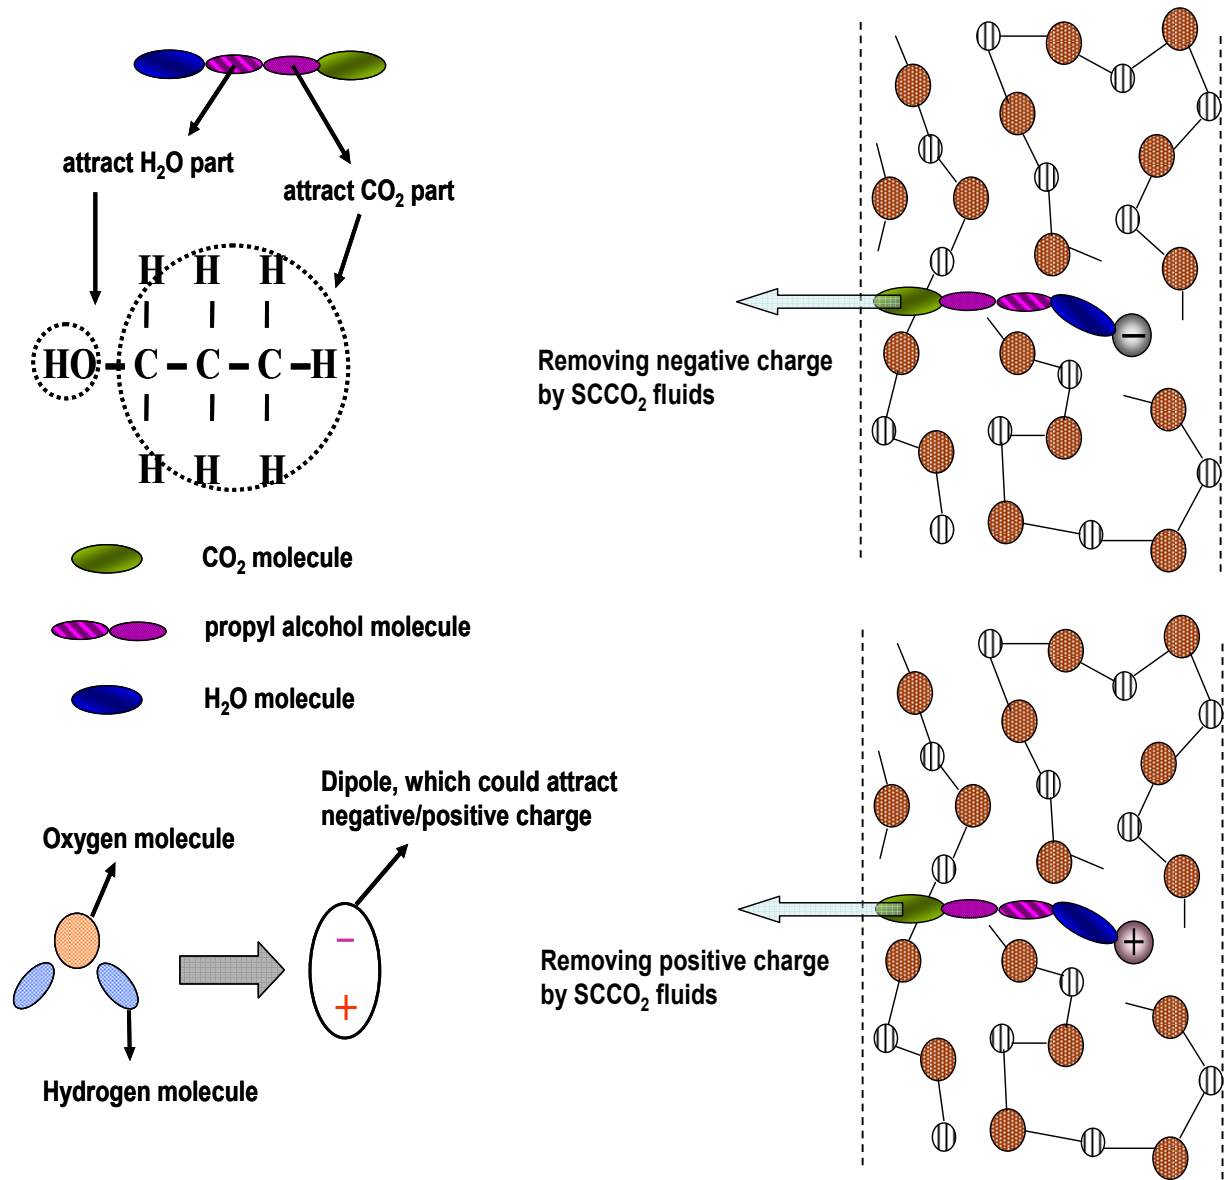 attract H₂O part
attract CO₂ part
H H H
HO C C C H
H H H
CO₂ molecule
propyl alcohol molecule
H₂O molecule
Dipole, which could attract
negative/positive charge
Oxygen molecule
−
+
Hydrogen molecule
Removing negative charge
by SCCO₂ fluids
−
Removing positive charge
by SCCO₂ fluids
+